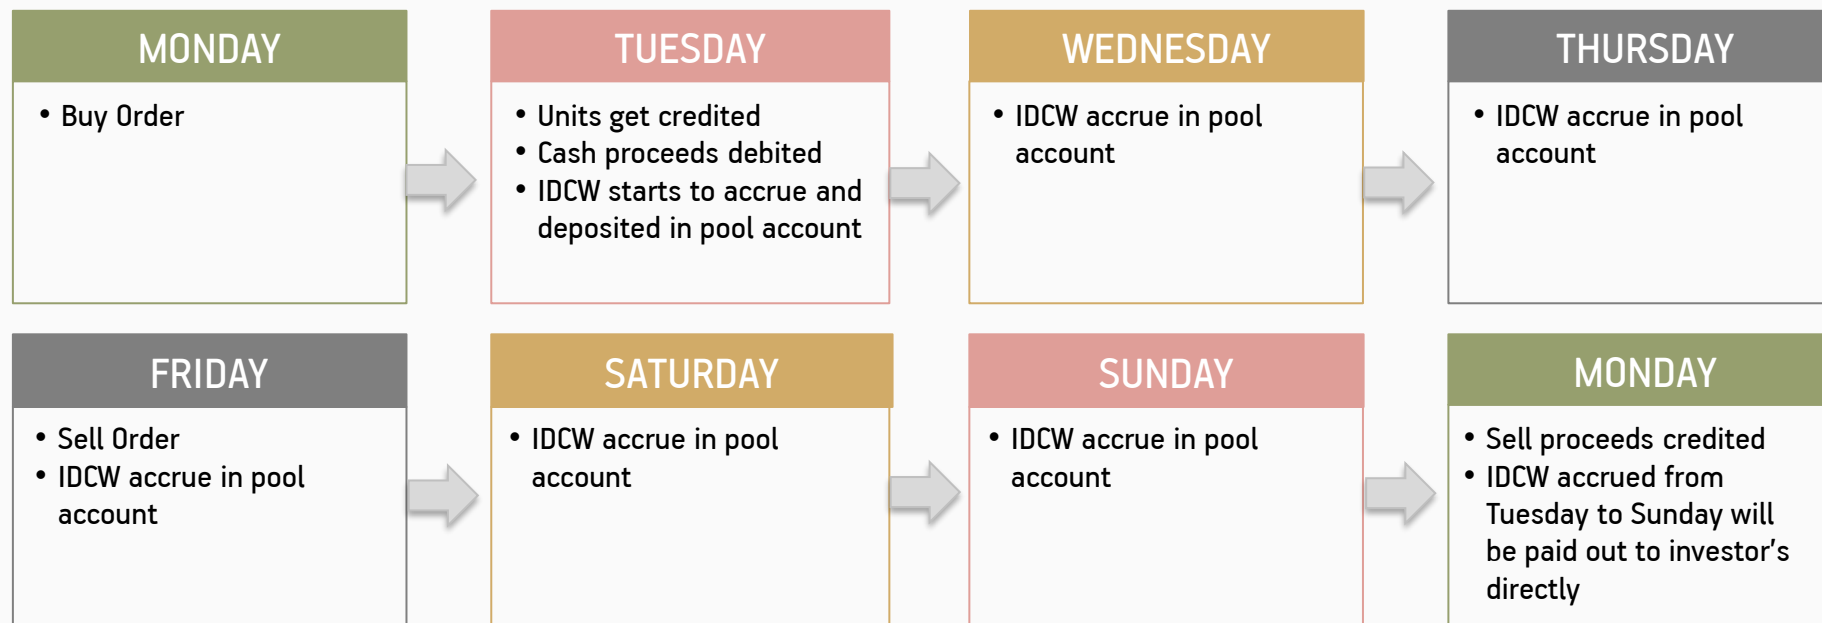 MONDAY
• Buy Order
TUESDAY
• Units get credited
• Cash proceeds debited
• IDCW starts to accrue and
deposited in pool account
WEDNESDAY
• IDCW accrue in pool
account
THURSDAY
• IDCW accrue in pool
account
FRIDAY
• Sell Order
• IDCW accrue in pool
account
SATURDAY
• IDCW accrue in pool
account
SUNDAY
• IDCW accrue in pool
account
MONDAY
• Sell proceeds credited
• IDCW accrued from
Tuesday to Sunday will
be paid out to investor’s
directly